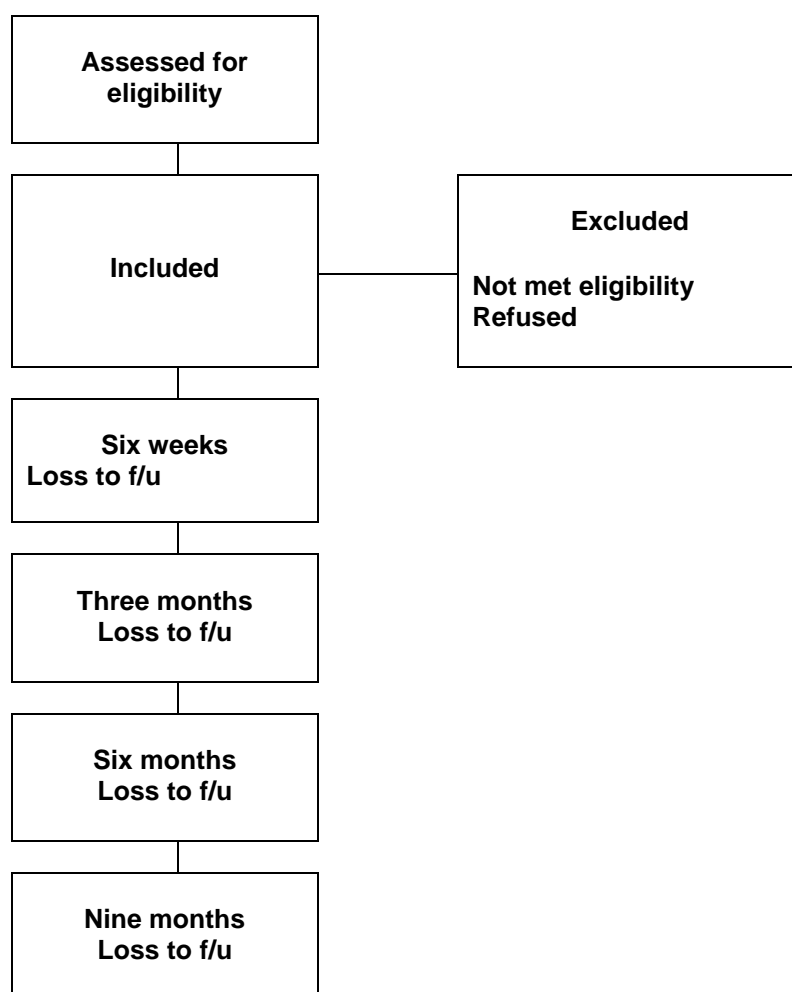 Assessed for
eligibility
Included
Excluded
Not met eligibility
Refused
Six weeks
Loss to f/u
Three months
Loss to f/u
Six months
Loss to f/u
Nine months
Loss to f/u